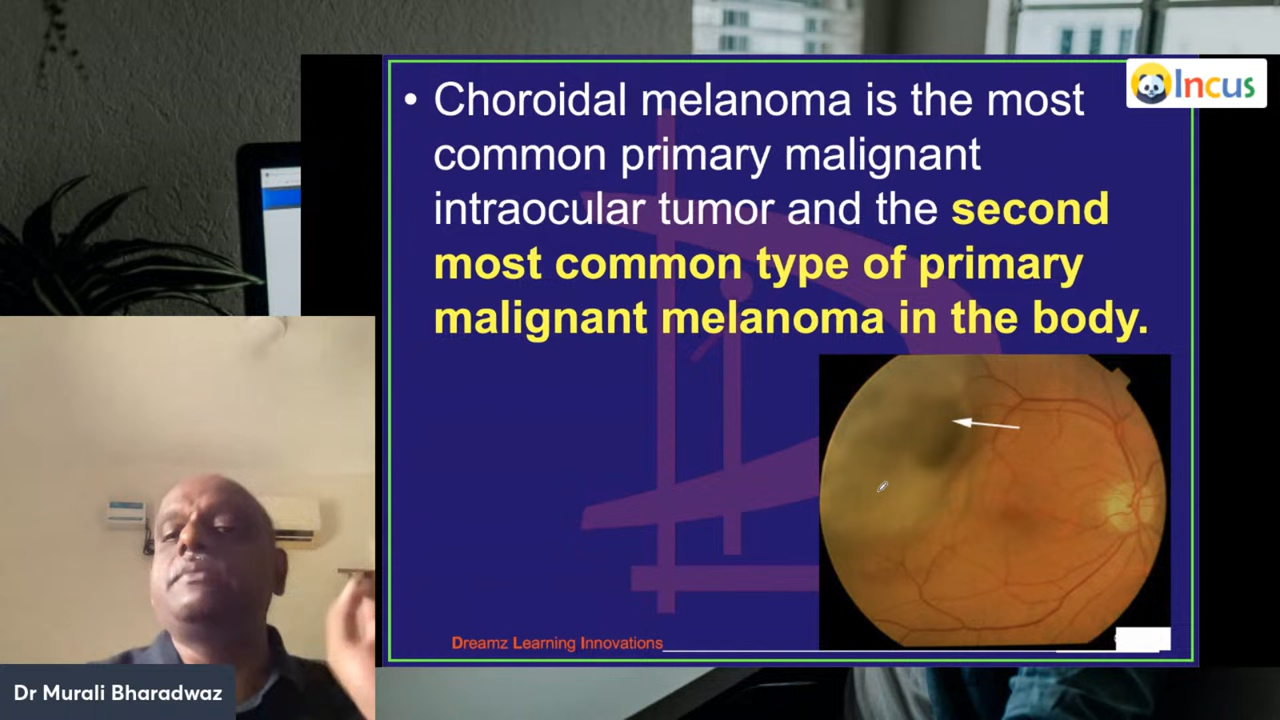 • Choroidal melanoma is the most
common primary malignant
intraocular tumor and the second
most common type of primary
malignant melanoma in the body.
Incus
Dreamz Learning Innovations
Dr Murali Bharadwaz